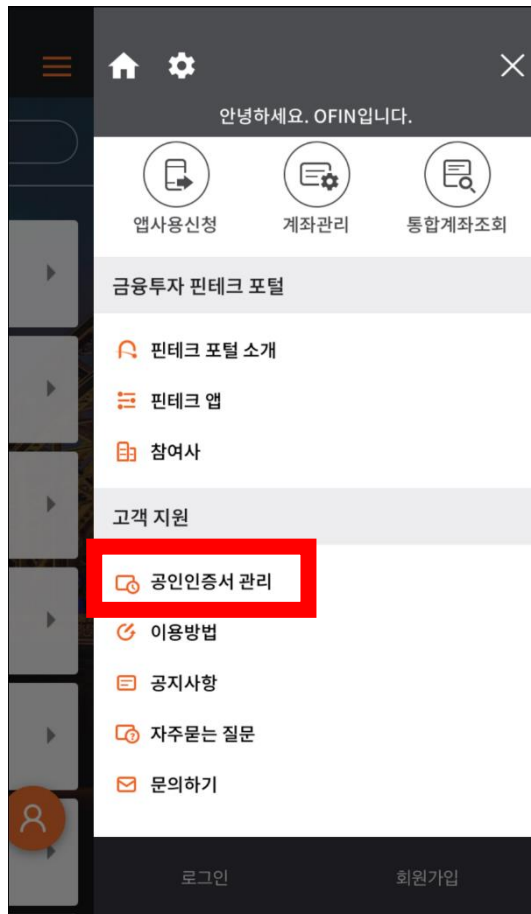 안녕하세요. OFIN입니다.
앱사용신청 계좌관리 통합계좌조회
금융투자 핀테크 포털
핀테크 포털 소개
핀테크 앱
참여사
고객 지원
공인인증서 관리
이용방법
공지사항
자주묻는 질문
문의하기
로그인 회원가입